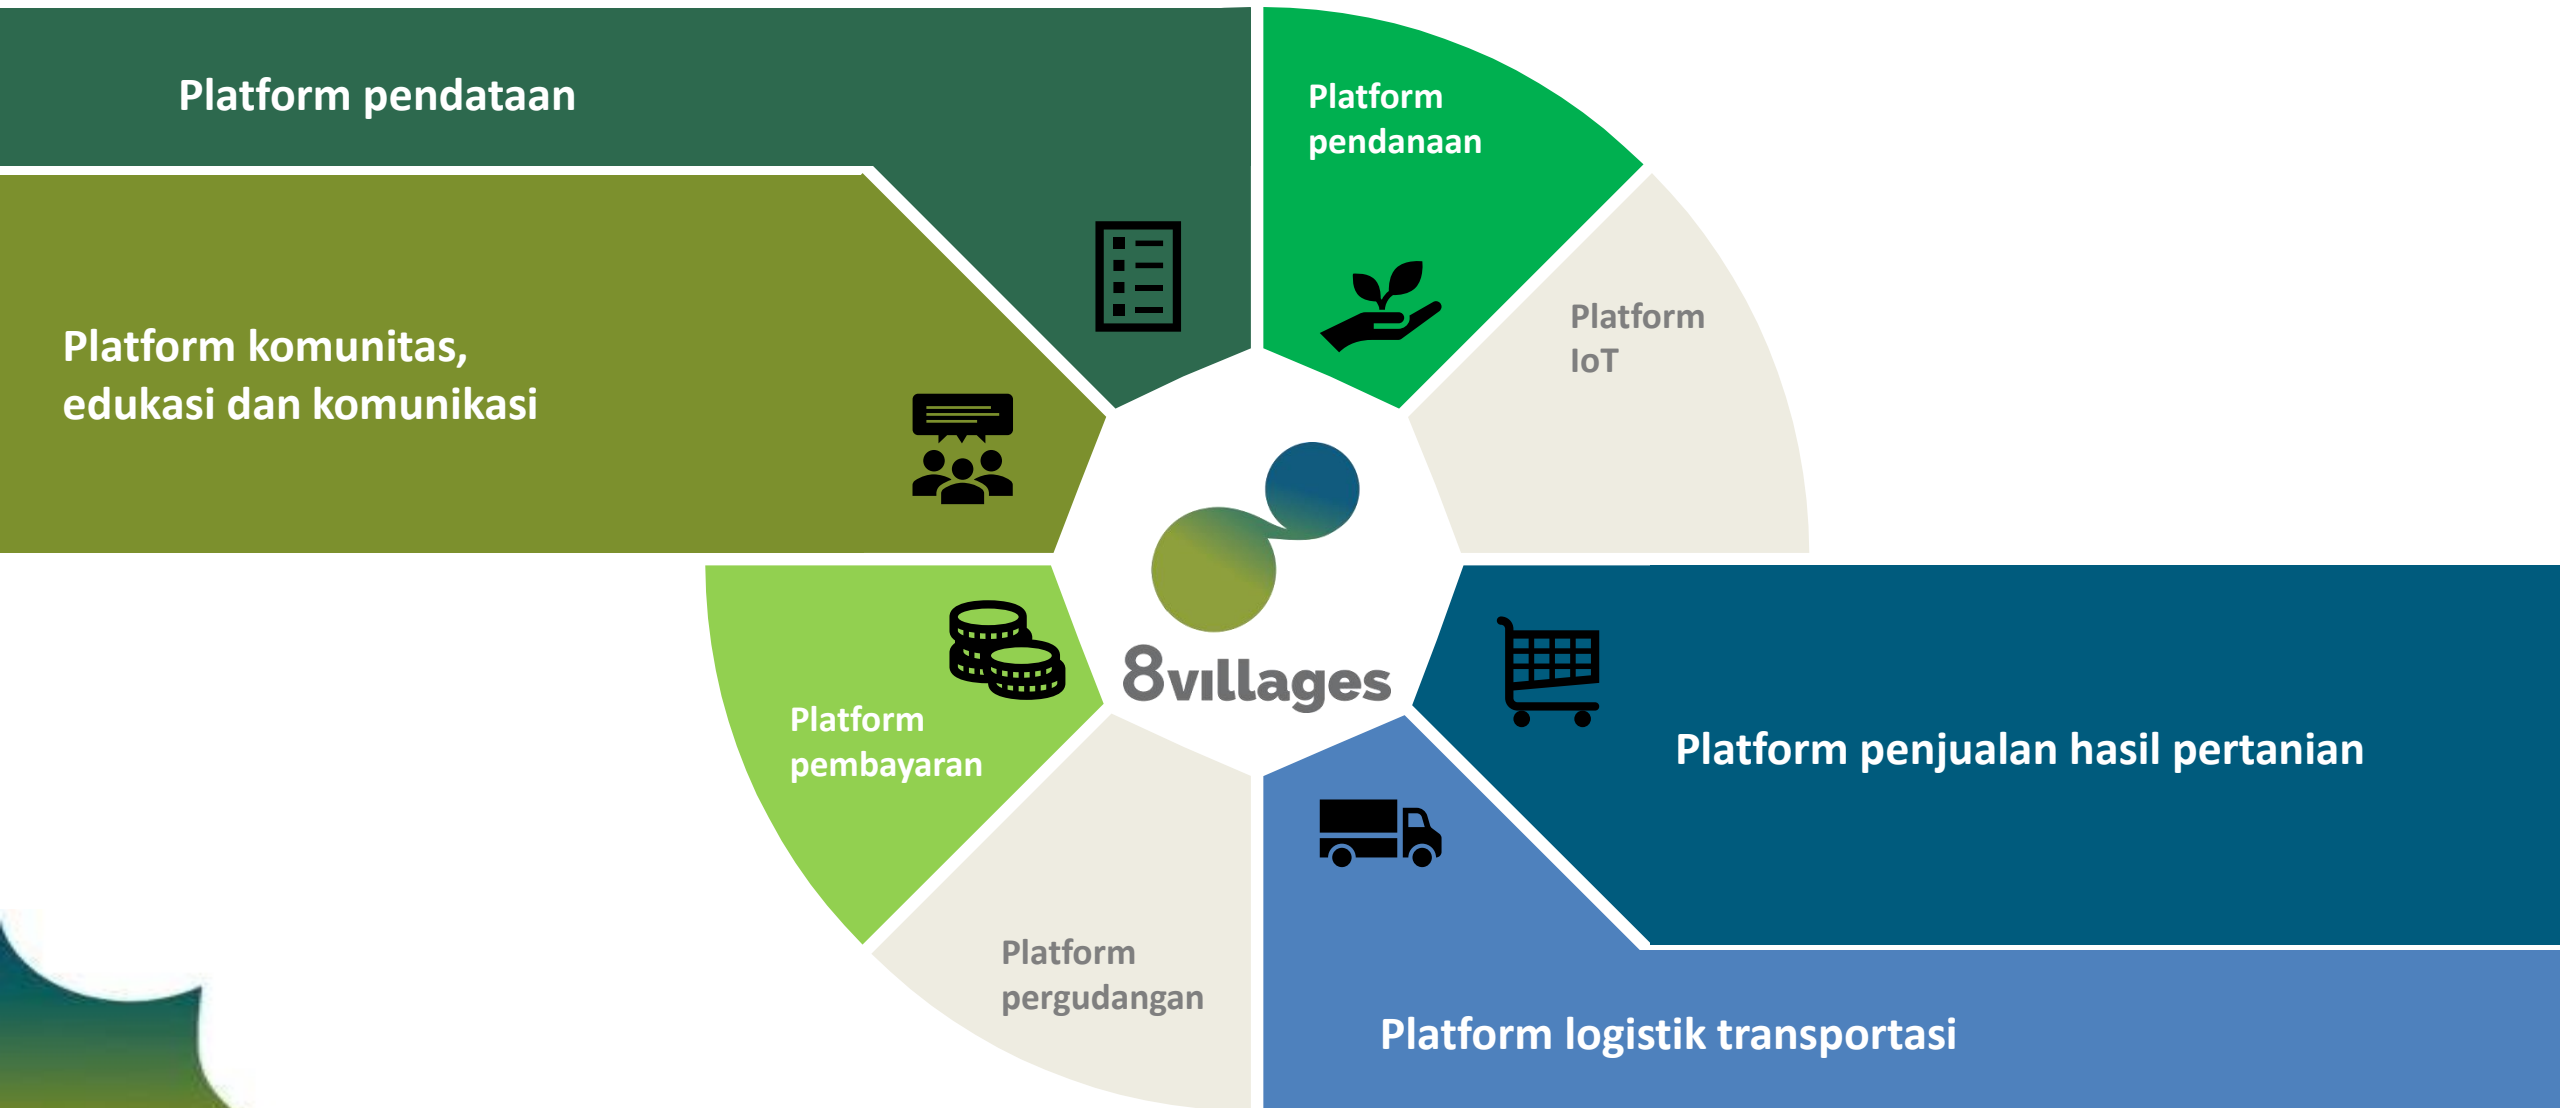 Platform pendataan
Platform
pendanaan
Platform komunitas,
edukasi dan komunikasi
Platform
IoT
8villages
Platform
pembayaran
Platform penjualan hasil pertanian
Platform
pergudangan
Platform logistik transportasi